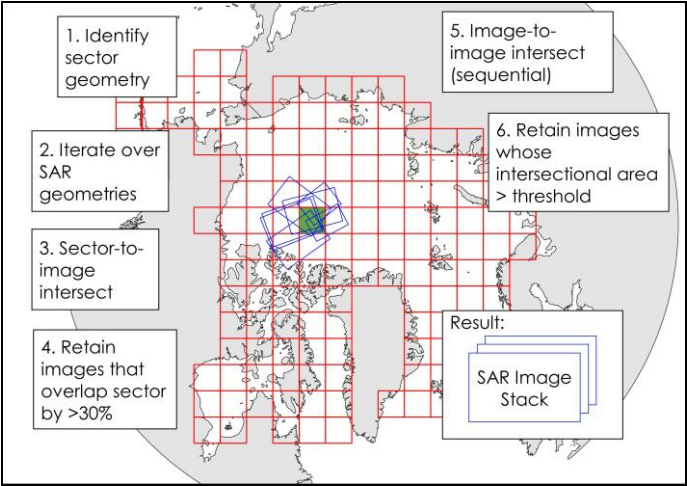 1. Identify
sector
geometry
2. Iterate over
SAR
geometries
3. Sector-to-
image
intersect
4. Retain
images that
overlap sector
by >30%
5. Image-to-
image intersect
(sequential)
6. Retain images
whose
intersectional area
> threshold
Result:
SAR Image
Stack